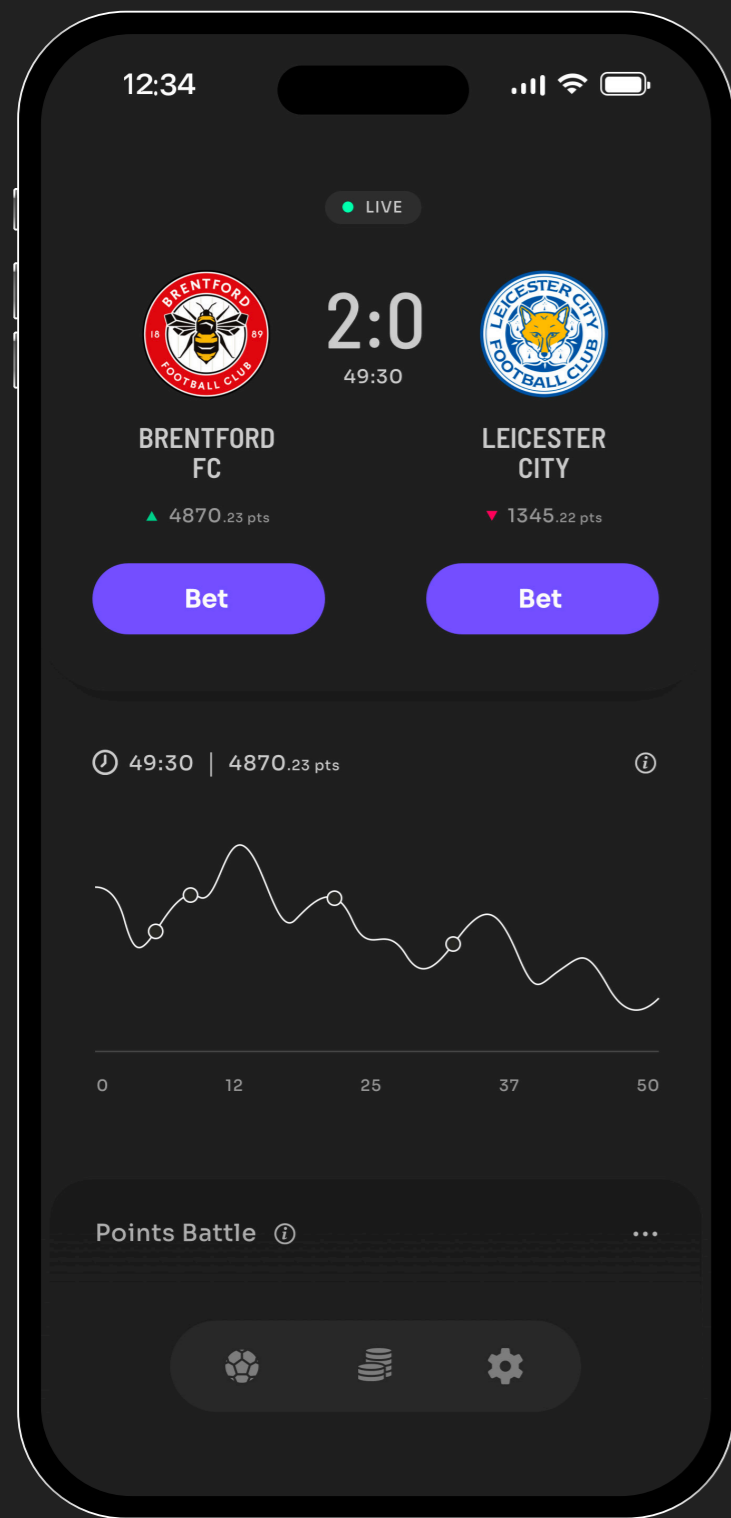 12:34
LIVE
BRENTFORD
18 89
FOOTBALL CLUB
2:0
49:30
LEICESTER CITY
FOOTBALL CLUB
BRENTFORD
FC
LEICESTER
CITY
4870.23 pts
1345.22 pts
Bet
Bet
49:30 | 4870.23 pts
0 12 25 37 50
Points Battle